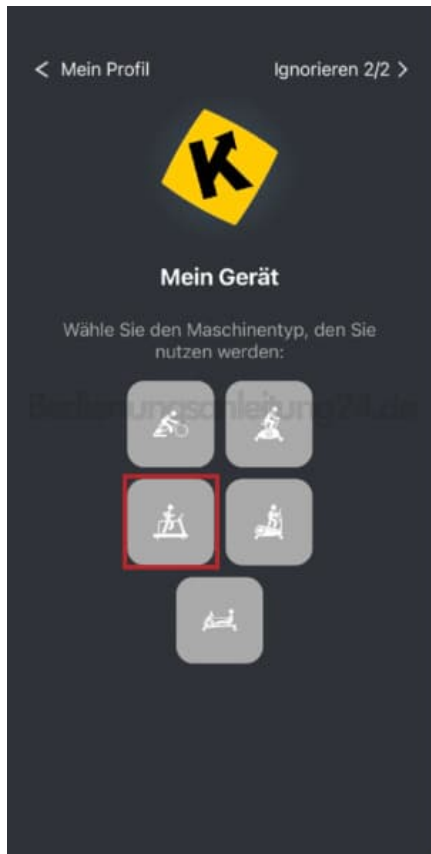 < Mein Profil
Ignorieren 2/2 >
K
Mein Gerät
Wähle Sie den Maschinentyp, den Sie
nutzen werden:
Bedienungsanleitung24.de